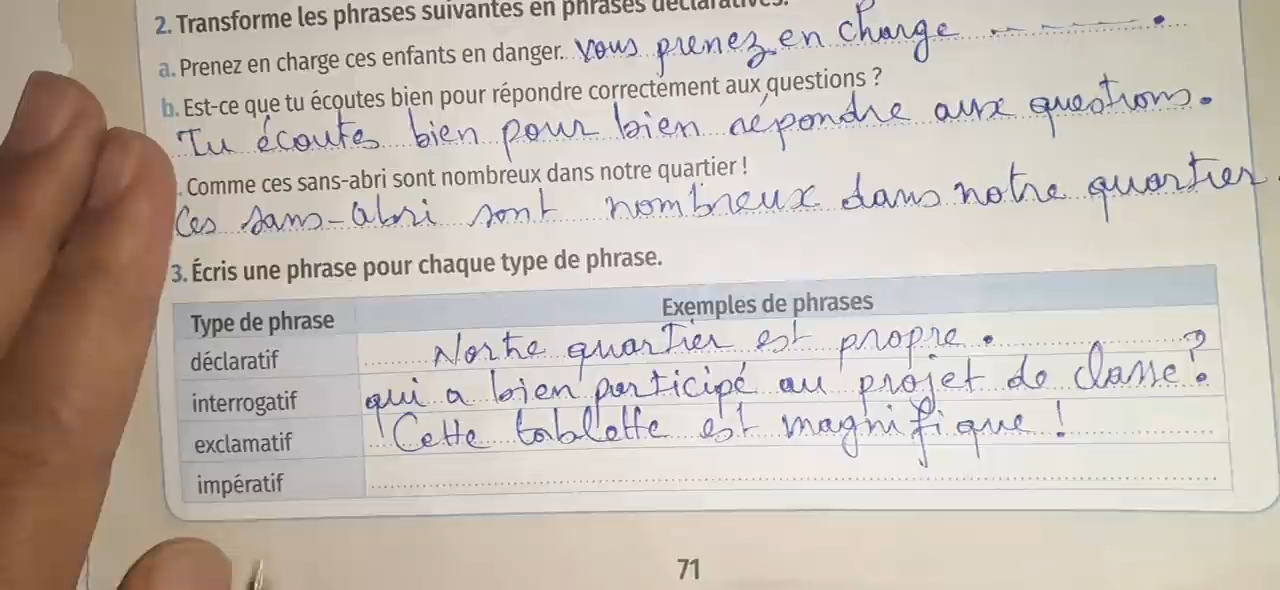 2. Transforme les phrases suivantes en phrases déclaratives.
a. Prenez en charge ces enfants en danger. Vous prenez en charge
b. Est-ce que tu écoutes bien pour répondre correctement aux questions ?
Tu écoutes bien pour bien répondre aux questions.
. Comme ces sans-abri sont nombreux dans notre quartier !
Ces sans-abri sont nombreux dans notre quartier.
3. Écris une phrase pour chaque type de phrase.
Type de phrase Exemples de phrases
déclaratif Nortre quartier est propre.
interrogatif qui a bien participé au projet de classe ?
exclamatif Cette tablette est magnifique !
impératif
71